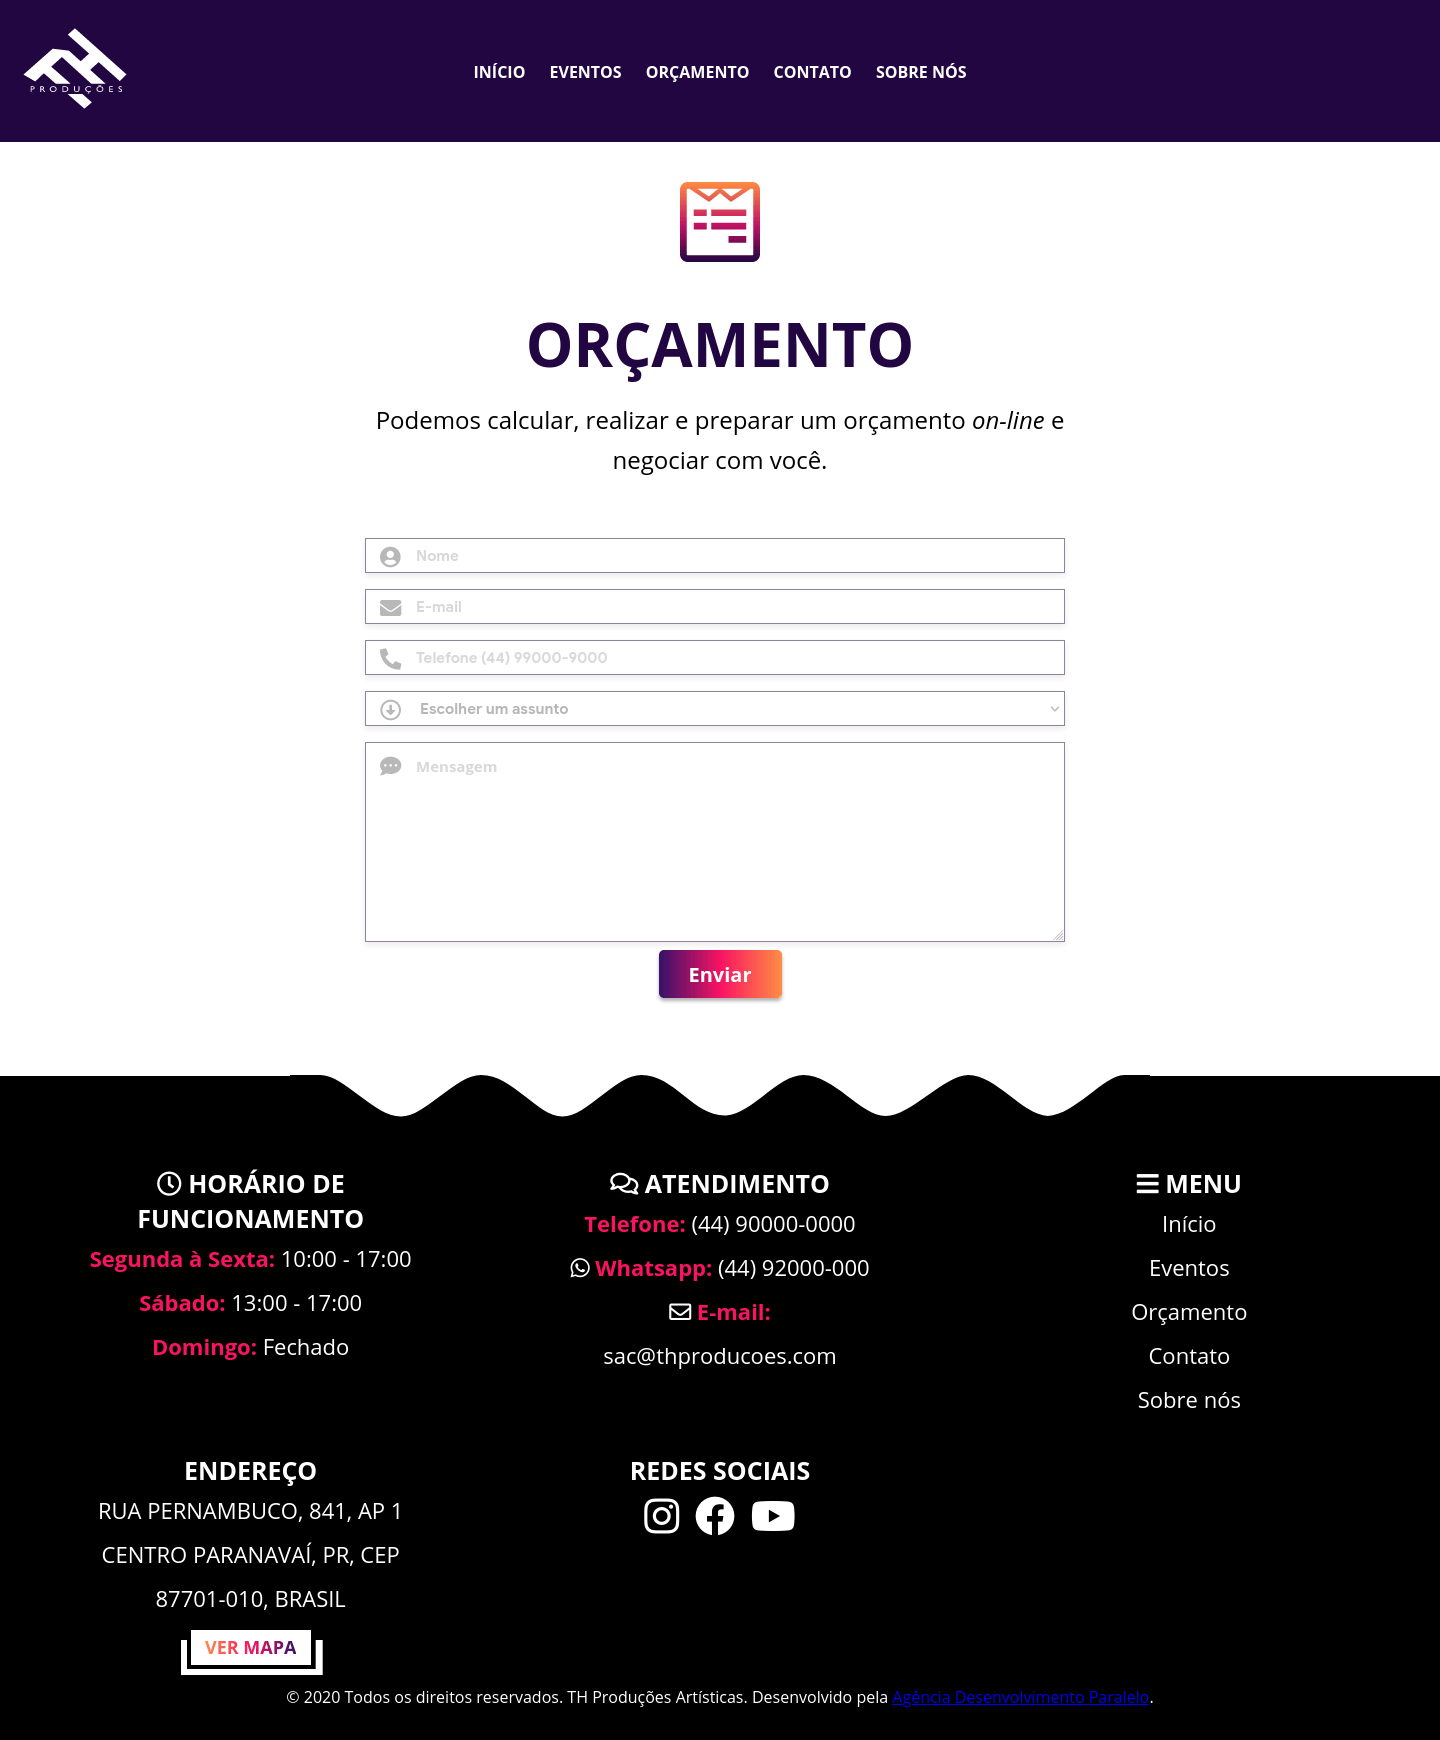 PRODUÇÕES
INÍCIO EVENTOS ORÇAMENTO CONTATO SOBRE NÓS
ORÇAMENTO
Podemos calcular, realizar e preparar um orçamento on-line e
negociar com você.
Nome
E-mail
Telefone (44) 99000-9000
Escolher um assunto
Mensagem
Enviar
HORÁRIO DE
FUNCIONAMENTO
Segunda à Sexta: 10:00 - 17:00
Sábado: 13:00 - 17:00
Domingo: Fechado
ATENDIMENTO
Telefone: (44) 90000-0000
Whatsapp: (44) 92000-000
E-mail:
sac@thproducoes.com
MENU
Início
Eventos
Orçamento
Contato
Sobre nós
ENDEREÇO
RUA PERNAMBUCO, 841, AP 1
CENTRO PARANAVAÍ, PR, CEP
87701-010, BRASIL
VER MAPA
REDES SOCIAIS
© 2020 Todos os direitos reservados. TH Produções Artísticas. Desenvolvido pela Agência Desenvolvimento Paralelo.